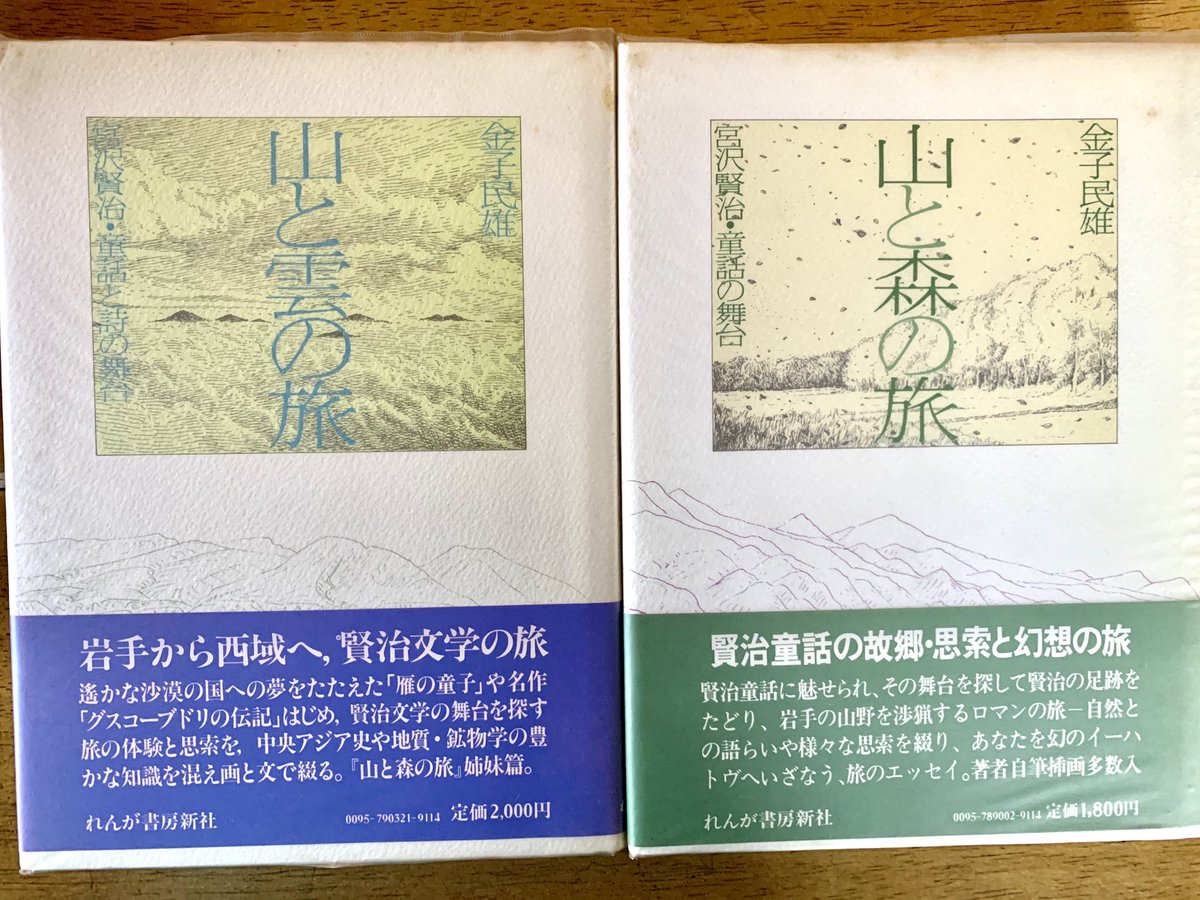 金子民雄
山と雲の旅
宮沢賢治・童話と詩の舞台
岩手から西域へ,賢治文学の旅
遙かな沙漠の国への夢をたたえた「雁の童子」や名作
「グスコーブドリの伝記」はじめ,賢治文学の舞台を探す
旅の体験と思索を,中央アジア史や地質・鉱物学の豊
かな知識を混え画と文で綴る。『山と森の旅』姉妹篇。
れんが書房新社
0095-790321-9114 定価2,000円
金子民雄
山と森の旅
宮沢賢治・童話の舞台
賢治童話の故郷・思索と幻想の旅
賢治童話に魅せられ、その舞台を探して賢治の足跡を
たどり、岩手の山野を渉猟するロマンの旅−自然と
の語らいや様々な思索を綴り、あなたを幻のイーハ
トヴへいざなう、旅のエッセイ。著者自筆挿画多数入
れんが書房新社
0095-789002-9114 定価1,800円